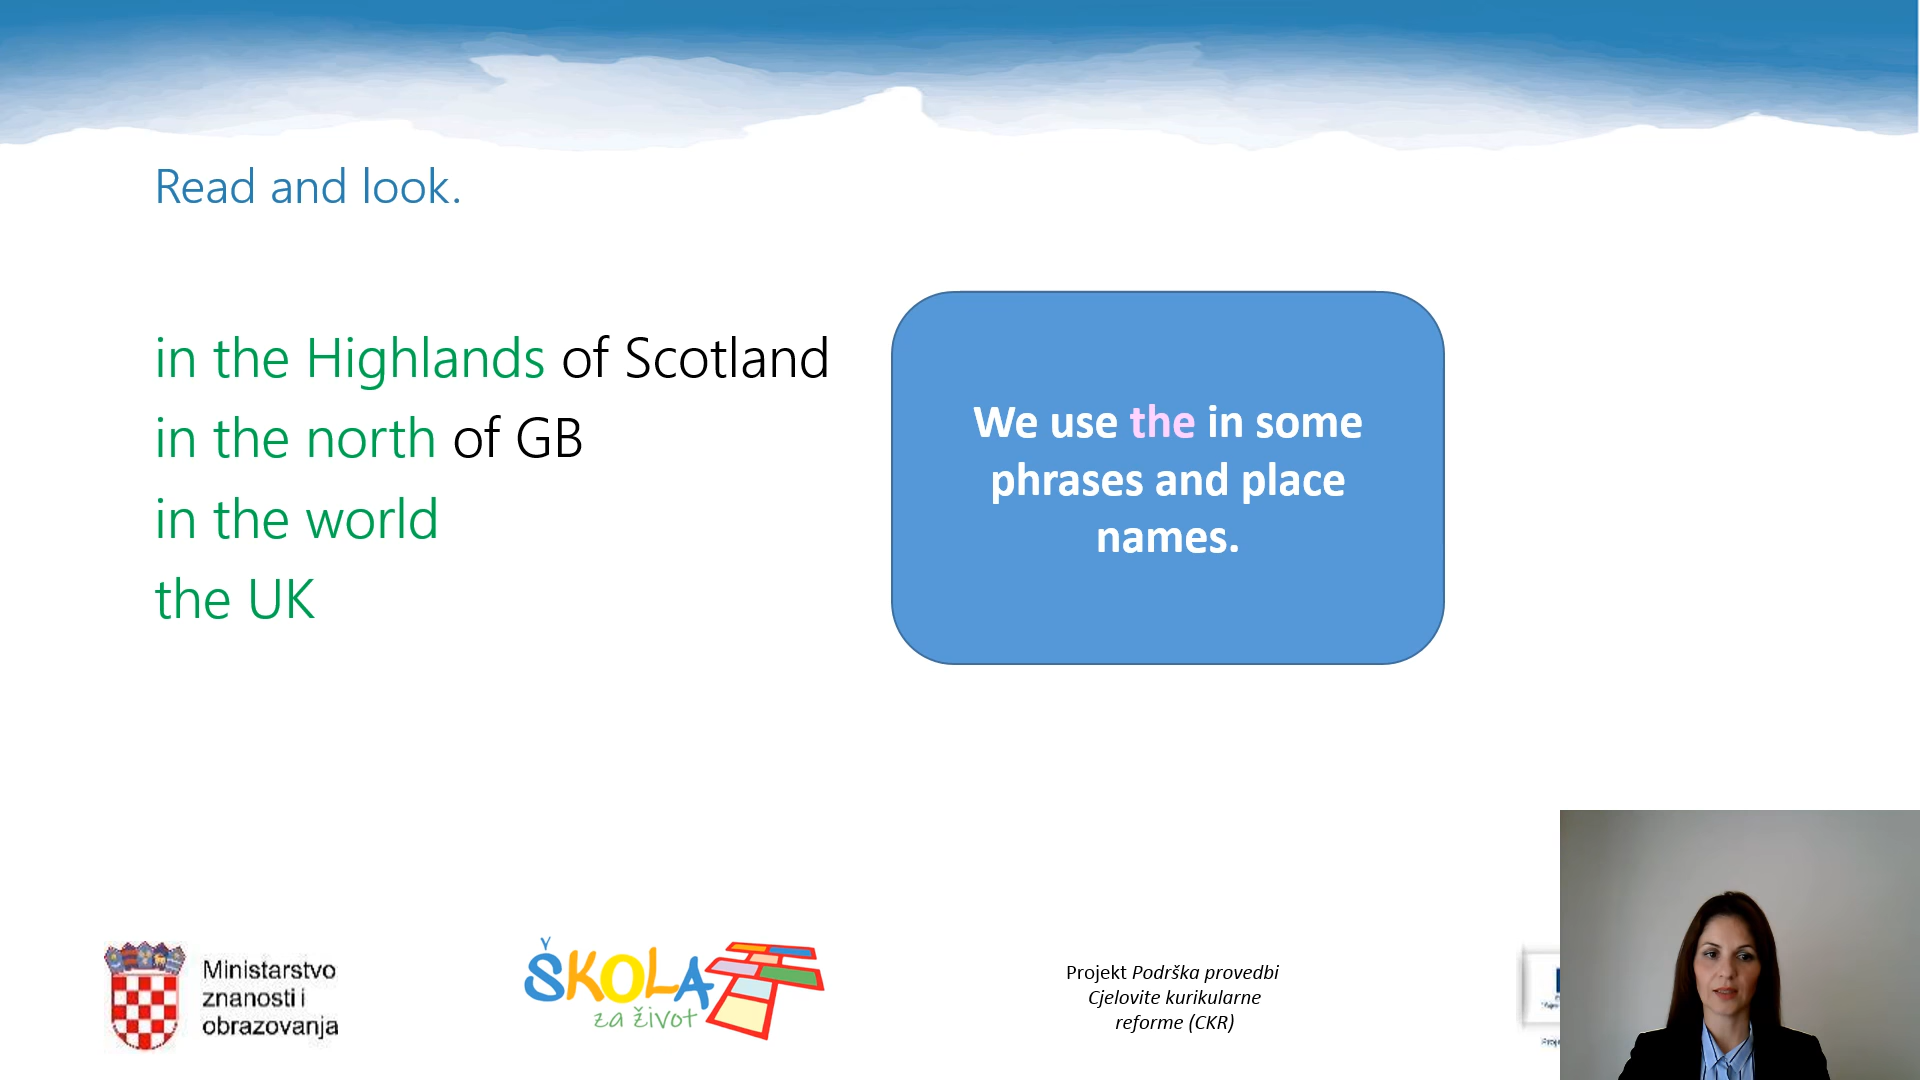 Read and look.
in the Highlands of Scotland
in the north of GB
in the world
the UK
We use the in some
phrases and place
names.
Ministarstvo
znanosti i
obrazovanja
ŠKOLA
za život
Projekt Podrška provedbi
Cjelovite kurikularne
reforme (CKR)